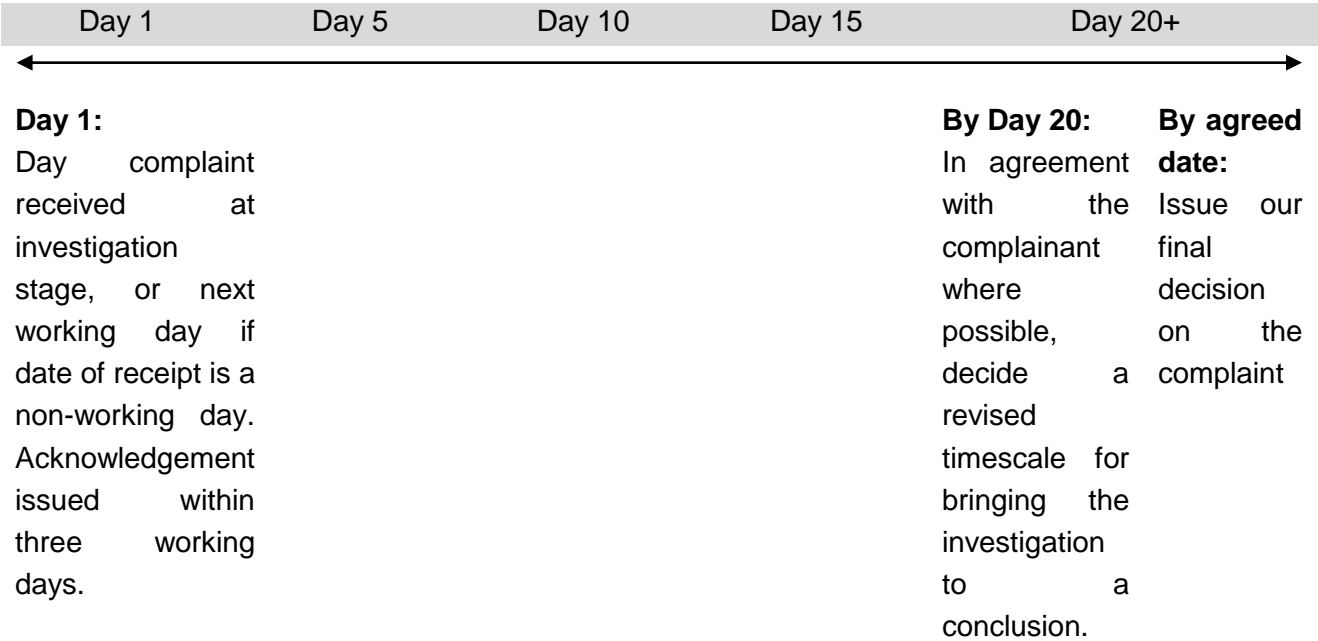 Day 1 Day 5 Day 10 Day 15 Day 20+
Day 1:
Day complaint
received at
investigation
stage, or next
working day if
date of receipt is a
non-working day.
Acknowledgement
issued within
three working
days.
By Day 20:
In agreement
with the
complainant
where
possible,
decide a
revised
timescale for
bringing the
investigation
to a
conclusion.
By agreed
date:
Issue our
final
decision
on the
complaint